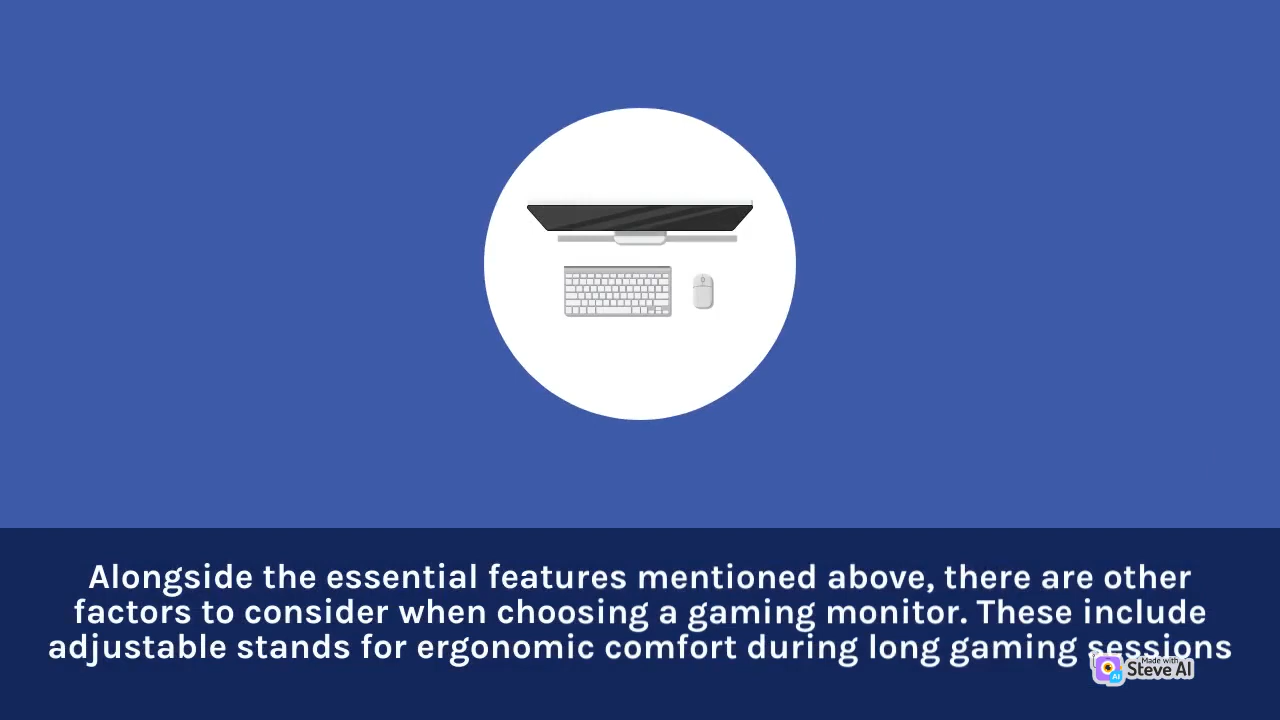 Alongside the essential features mentioned above, there are other
factors to consider when choosing a gaming monitor. These include
adjustable stands for ergonomic comfort during long gaming sessions
Made with
Steve AI
AI